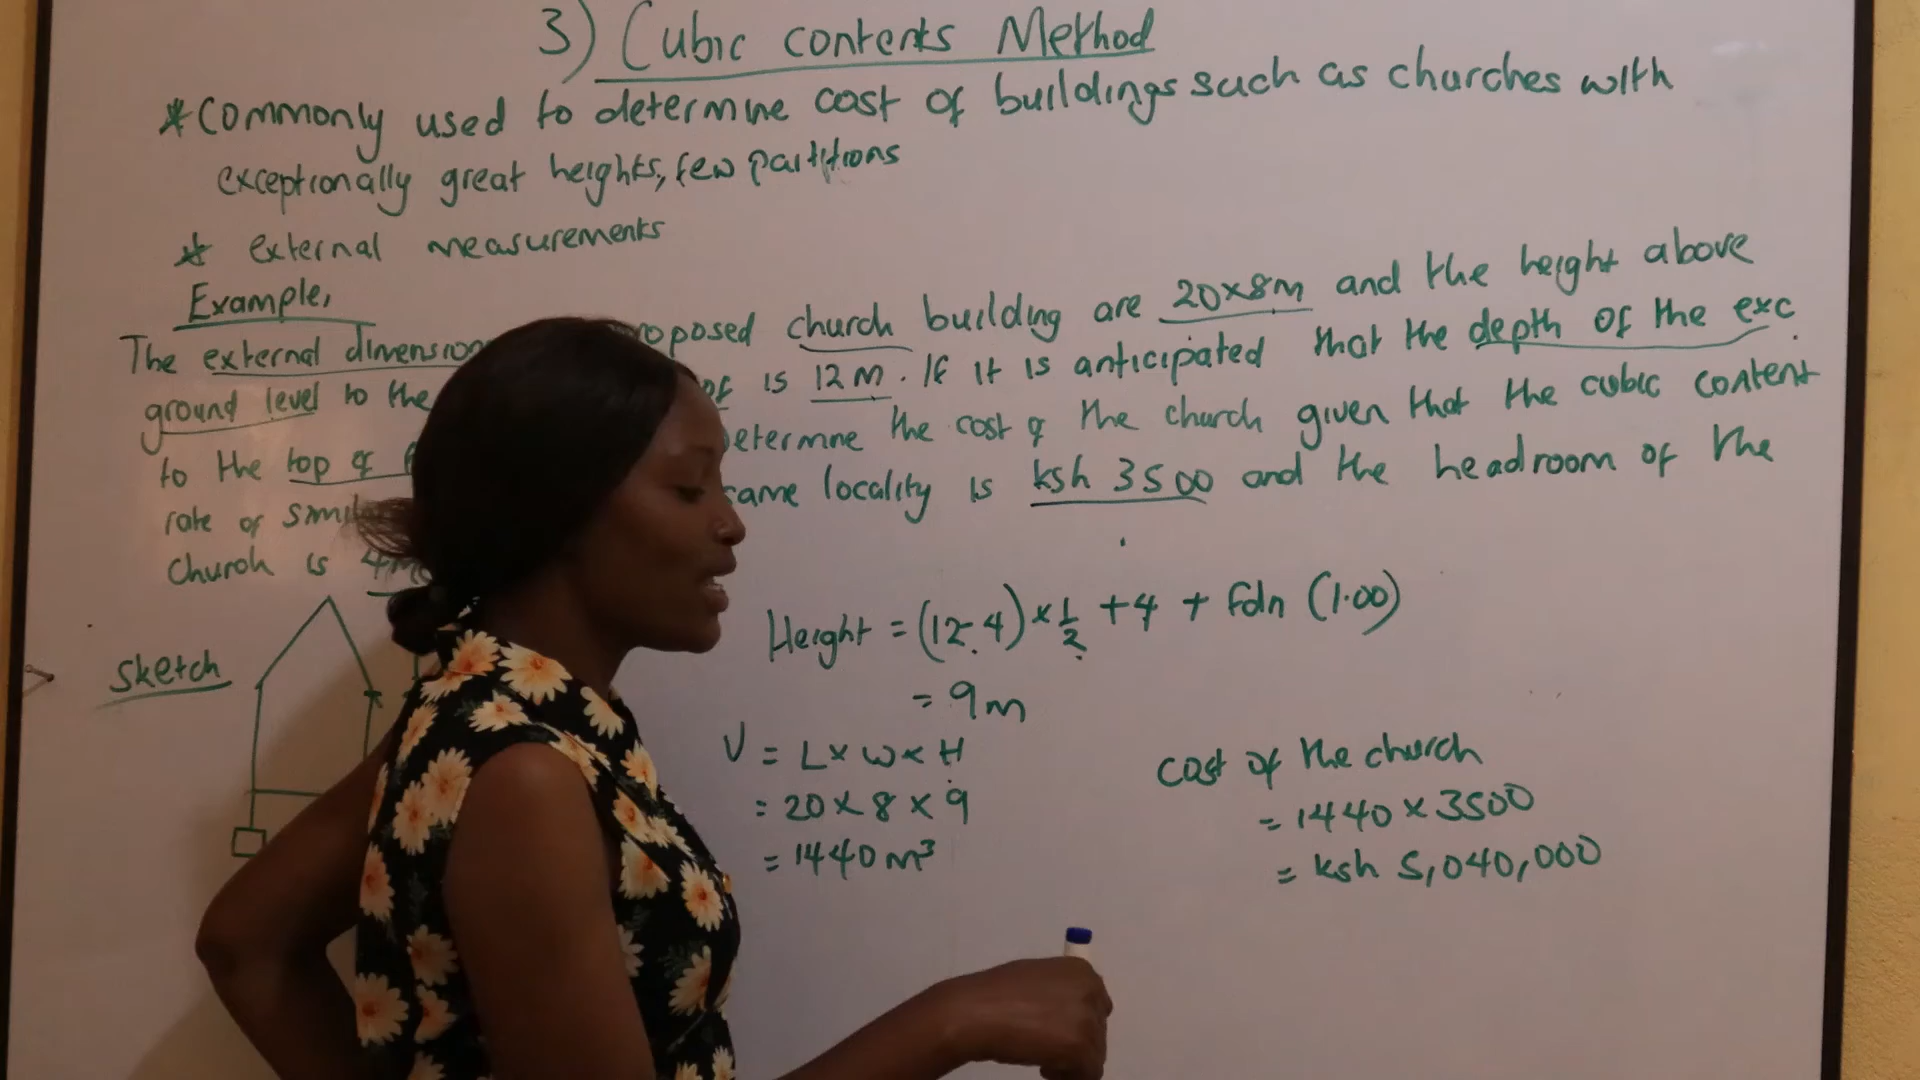 3) Cubic contents Method
* Commonly used to determine cost of buildings such as churches with
exceptionally great heights, few partitions
* external measurements
Example,
The external dimension proposed church building are 20x8m and the height above
ground level to the is 12m. If it is anticipated that the depth of the exc.
to the top of determine the cost of the church given that the cubic content
rate of same locality is ksh 3500 and the headroom of the
Church is
Sketch
Height = (12-4) x 1/2 + 4 + Fdn (1.00)
= 9m
V = L x W x H
= 20 x 8 x 9
= 1440m³
Cost of the church
= 1440 x 3500
= ksh 5,040,000